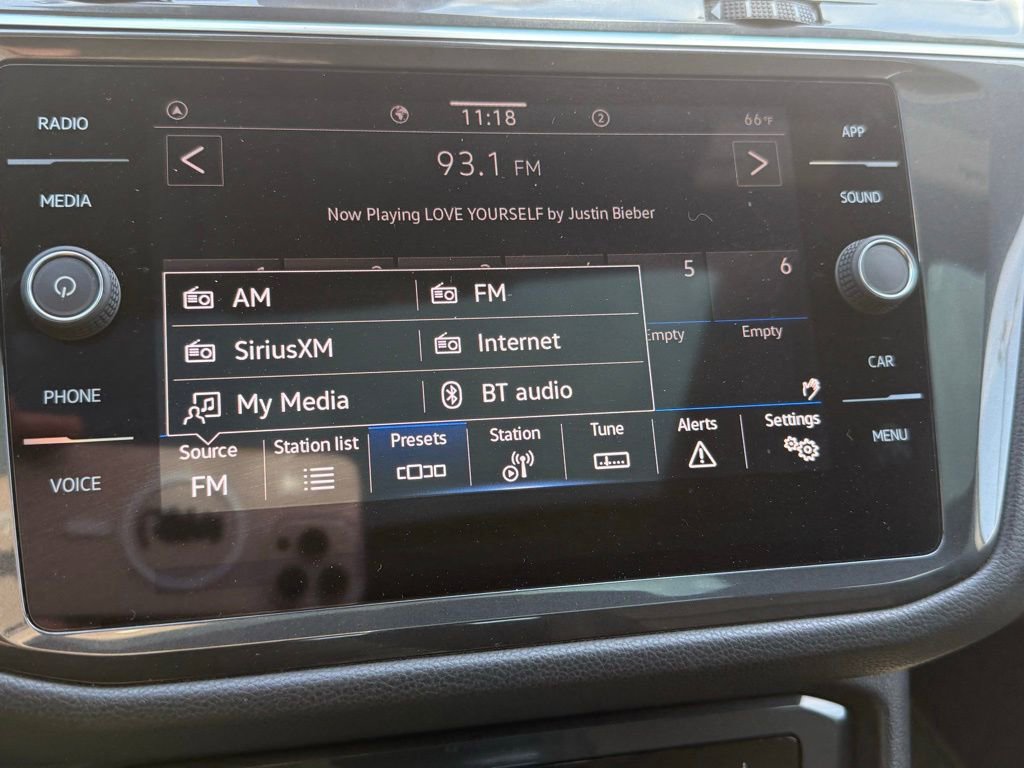 RADIO
MEDIA
PHONE
VOICE
11:18
2
66°F
93.1 FM
Now Playing LOVE YOURSELF by Justin Bieber
5
6
Empty
Empty
AM
FM
SiriusXM
Internet
My Media
BT audio
Source
FM
Station list
Presets
Station
Tune
Alerts
Settings
APP
SOUND
CAR
MENU